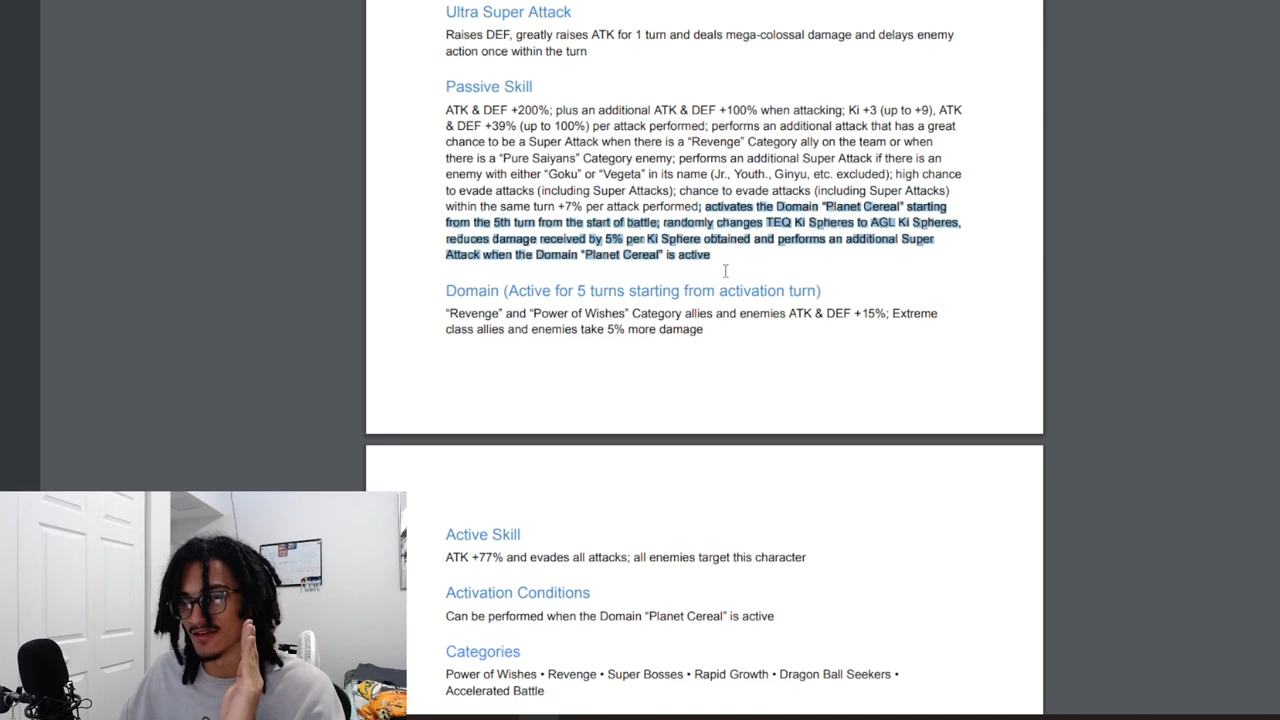 Ultra Super Attack
Raises DEF, greatly raises ATK for 1 turn and deals mega-colossal damage and delays enemy
action once within the turn
Passive Skill
ATK & DEF +200%; plus an additional ATK & DEF +100% when attacking; Ki +3 (up to +9), ATK
& DEF +39% (up to 100%) per attack performed; performs an additional attack that has a great
chance to be a Super Attack when there is a “Revenge” Category ally on the team or when
there is a “Pure Saiyans” Category enemy; performs an additional Super Attack if there is an
enemy with either “Goku” or “Vegeta” in its name (Jr., Youth., Ginyu, etc. excluded); high chance
to evade attacks (including Super Attacks); chance to evade attacks (including Super Attacks)
within the same turn +7% per attack performed; activates the Domain “Planet Cereal” starting
from the 5th turn from the start of battle; randomly changes TEQ Ki Spheres to AGL Ki Spheres,
reduces damage received by 5% per Ki Sphere obtained and performs an additional Super
Attack when the Domain “Planet Cereal” is active
Domain (Active for 5 turns starting from activation turn)
“Revenge” and “Power of Wishes” Category allies and enemies ATK & DEF +15%; Extreme
class allies and enemies take 5% more damage
Active Skill
ATK +77% and evades all attacks; all enemies target this character
Activation Conditions
Can be performed when the Domain “Planet Cereal” is active
Categories
Power of Wishes • Revenge • Super Bosses • Rapid Growth • Dragon Ball Seekers •
Accelerated Battle